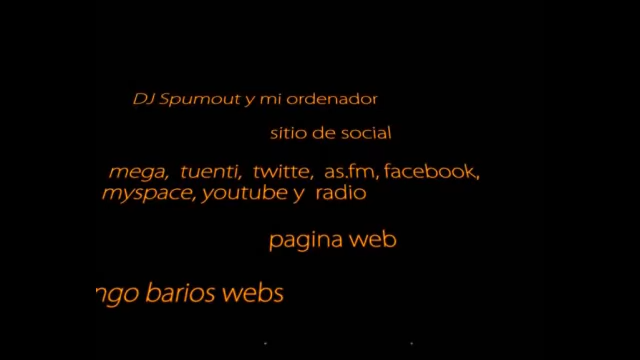 DJ Spumout y mi ordenador
sitio de social
mega, tuenti, twitte, as.fm, facebook,
myspace, youtube y radio
pagina web
barios webs